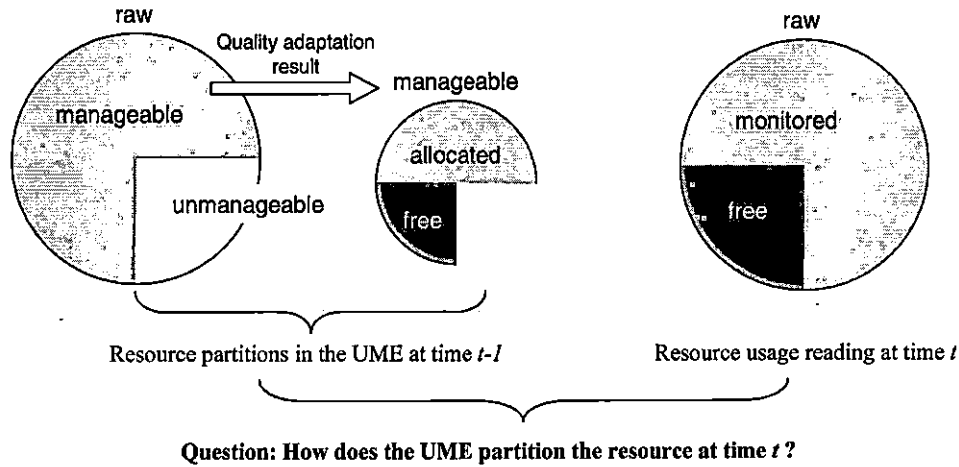 raw
Quality adaptation
result
manageable
unmanageable
manageable
allocated
free
raw
monitored
free
Resource partitions in the UME at time t-1
Resource usage reading at time t
Question: How does the UME partition the resource at time t ?